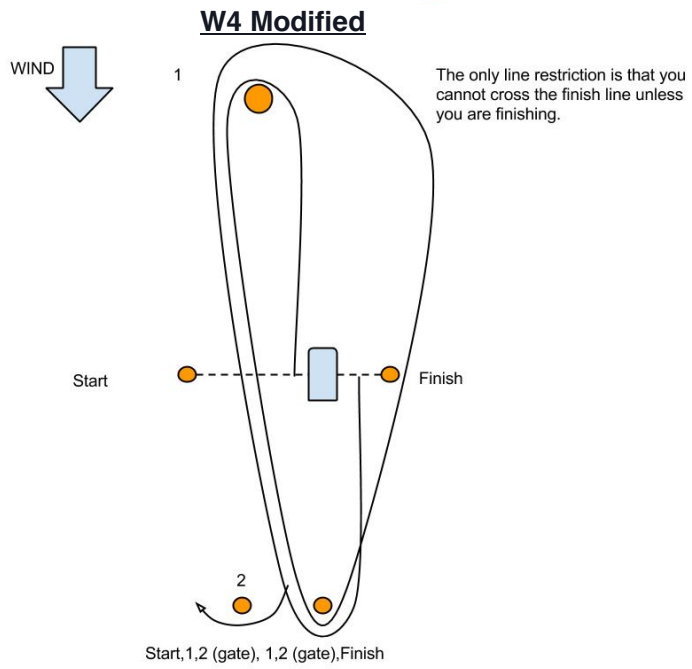 W4 Modified
WIND
1
The only line restriction is that you
cannot cross the finish line unless
you are finishing.
Start
Finish
2
Start,1,2 (gate), 1,2 (gate),Finish